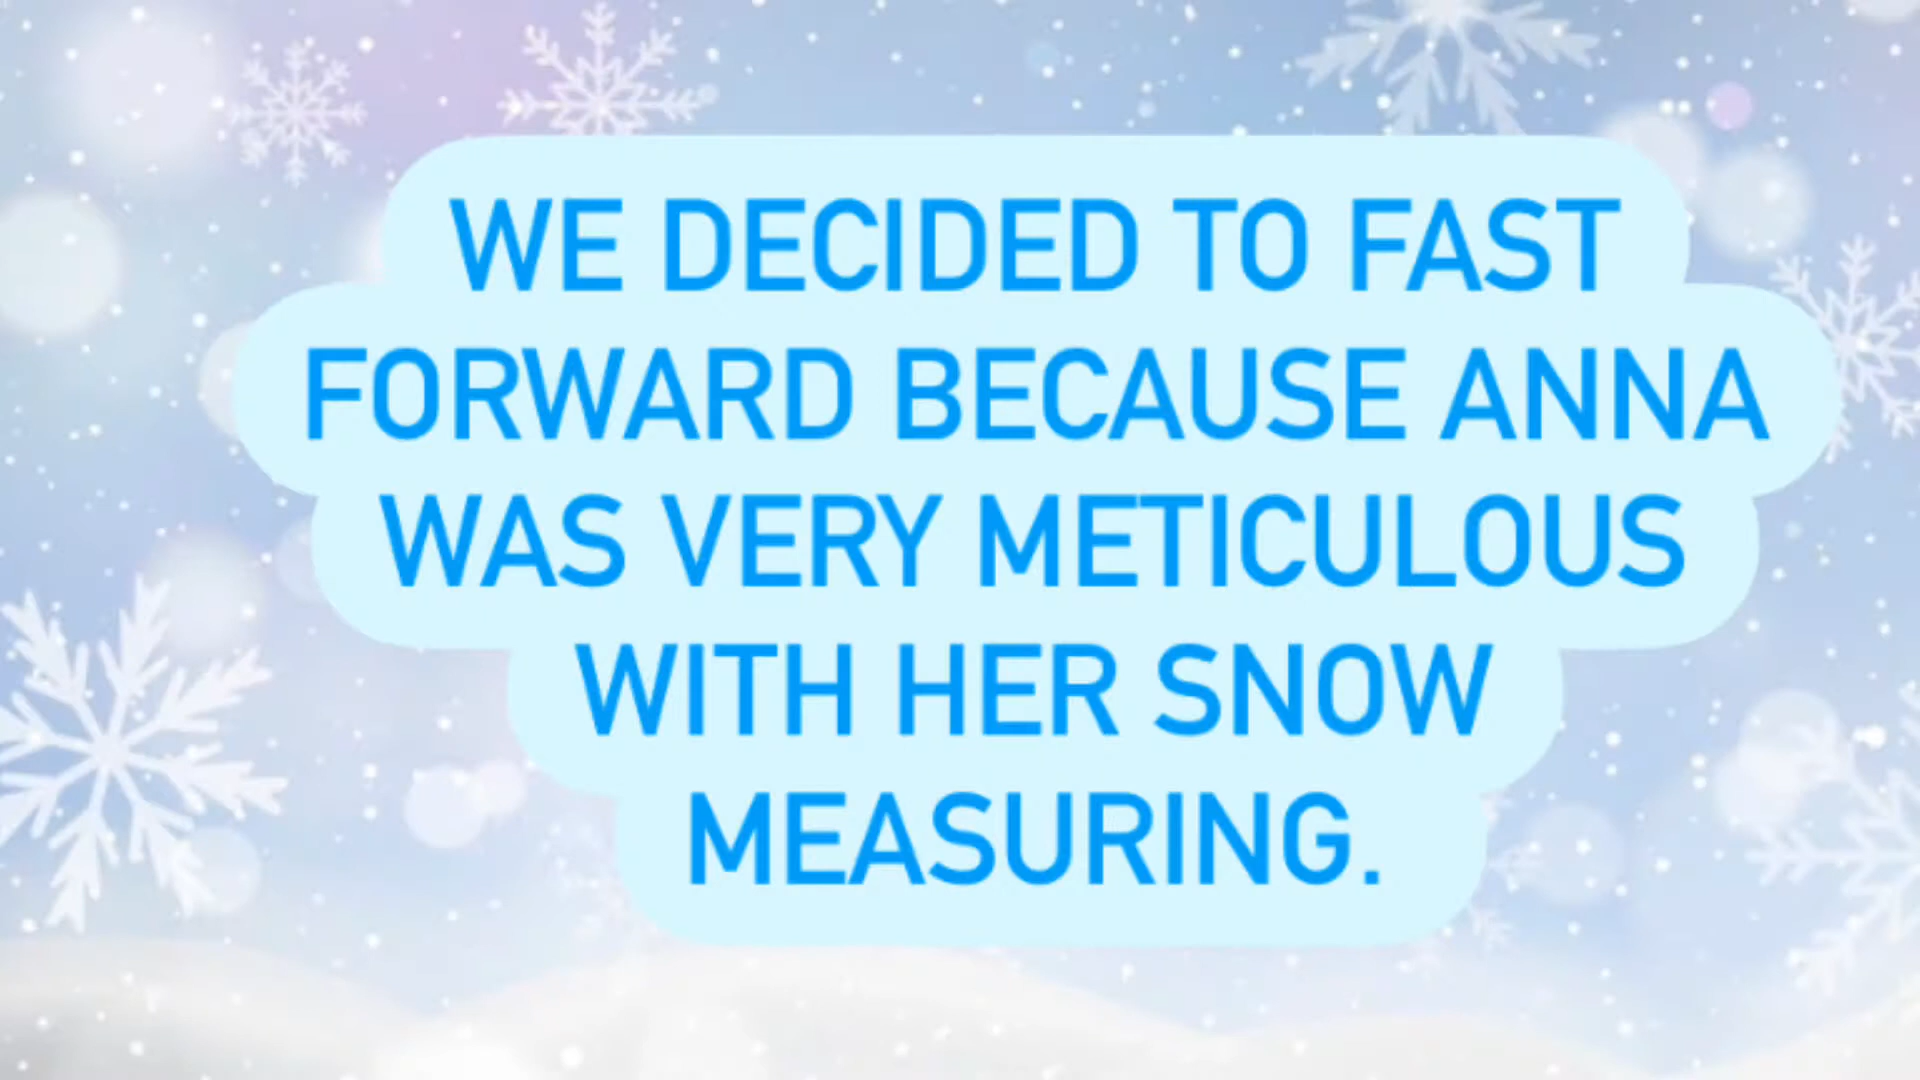 WE DECIDED TO FAST
FORWARD BECAUSE ANNA
WAS VERY METICULOUS
WITH HER SNOW
MEASURING.